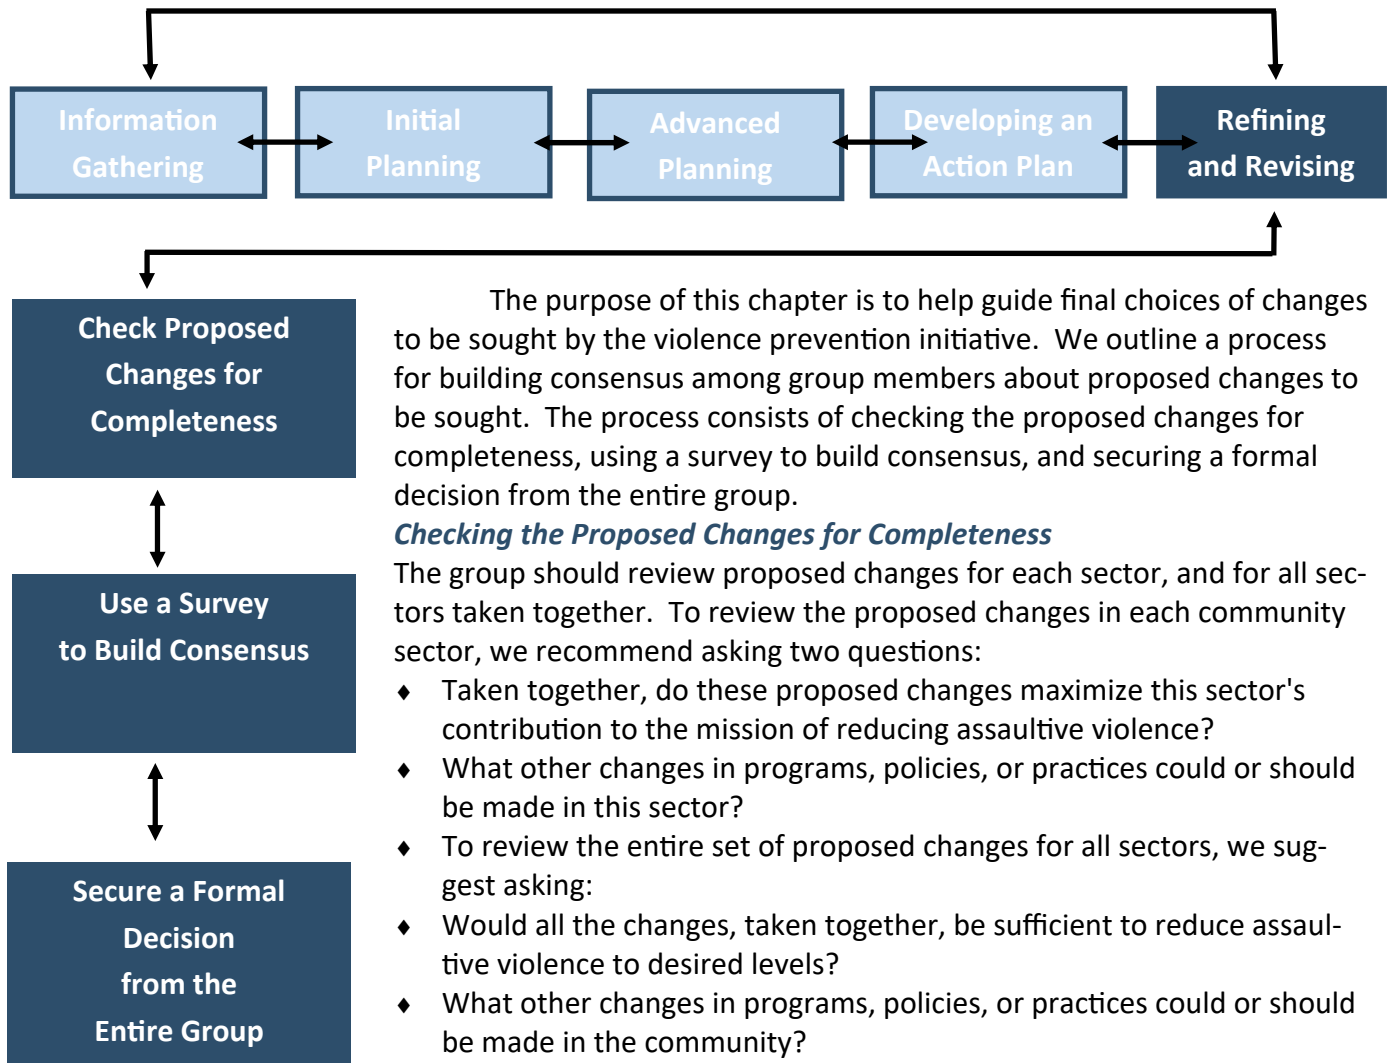 Information
Gathering
Initial
Planning
Advanced
Planning
Developing an
Action Plan
Refining
and Revising
Check Proposed
Changes for
Completeness
Use a Survey
to Build Consensus
Secure a Formal
Decision
from the
Entire Group
The purpose of this chapter is to help guide final choices of changes
to be sought by the violence prevention initiative.  We outline a process
for building consensus among group members about proposed changes to
be sought.  The process consists of checking the proposed changes for
completeness, using a survey to build consensus, and securing a formal
decision from the entire group.
Checking the Proposed Changes for Completeness
The group should review proposed changes for each sector, and for all sec-
tors taken together.  To review the proposed changes in each community
sector, we recommend asking two questions:
♦ Taken together, do these proposed changes maximize this sector's
contribution to the mission of reducing assaultive violence?
♦ What other changes in programs, policies, or practices could or should
be made in this sector?
♦ To review the entire set of proposed changes for all sectors, we sug-
gest asking:
♦ Would all the changes, taken together, be sufficient to reduce assaul-
tive violence to desired levels?
♦ What other changes in programs, policies, or practices could or should
be made in the community?